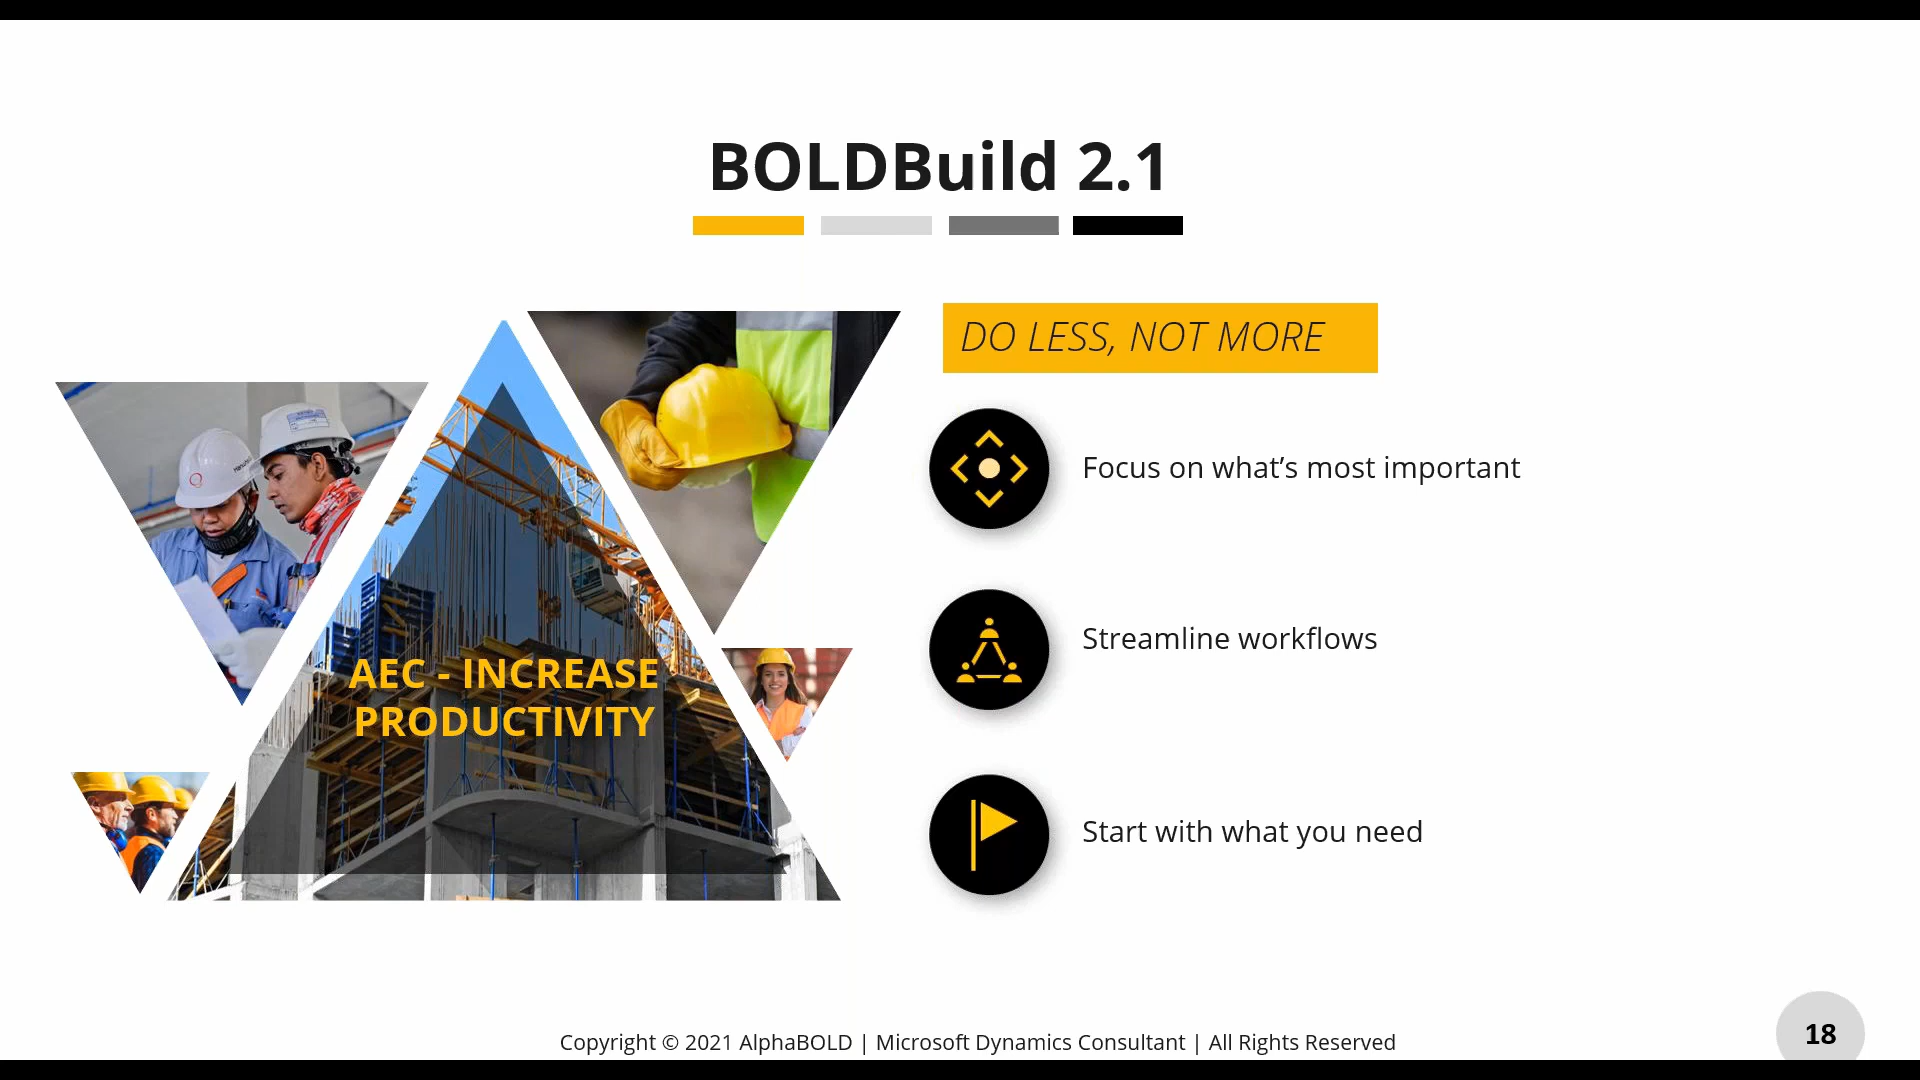 BOLDBuild 2.1
DO LESS, NOT MORE
Focus on what’s most important
Streamline workflows
Start with what you need
AEC - INCREASE
PRODUCTIVITY
Copyright © 2021 AlphaBOLD | Microsoft Dynamics Consultant | All Rights Reserved
18